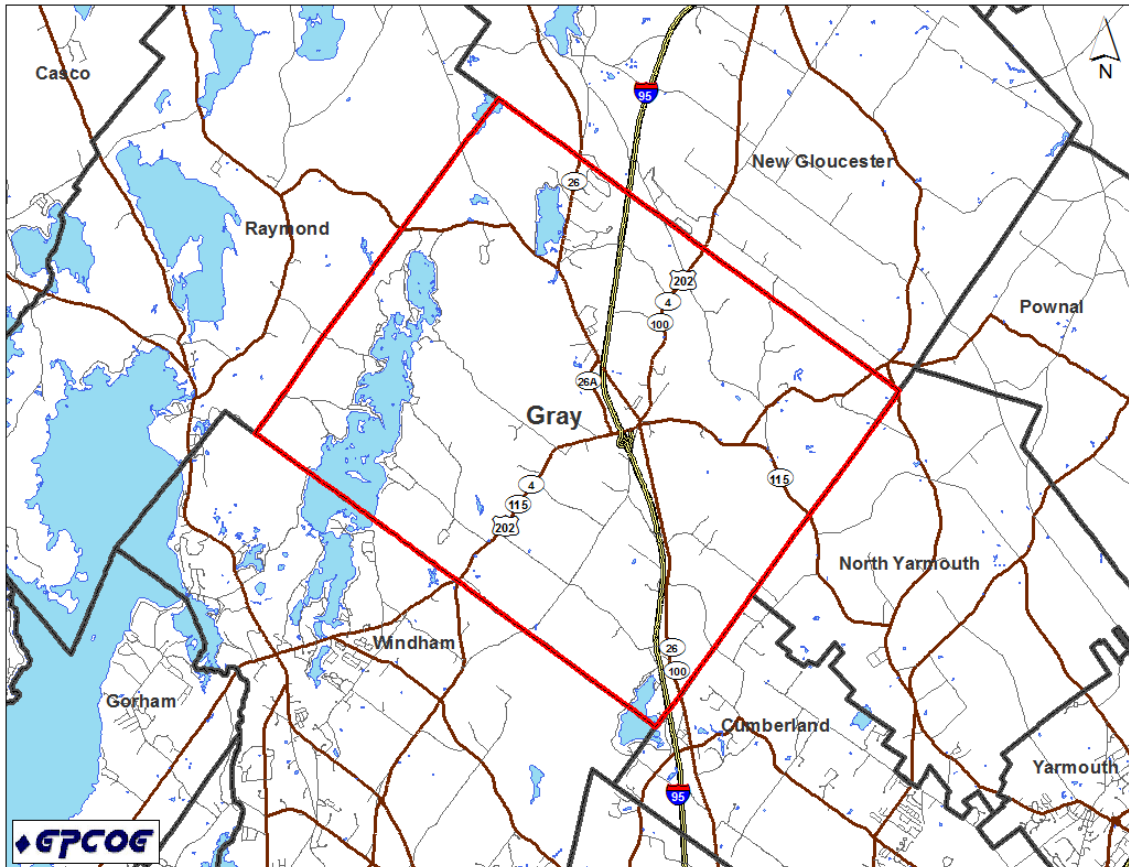 Casco
N
95
New Gloucester
26
Raymond
202
4
Pownal
100
26A
Gray
115
4
115
202
North Yarmouth
Windham
26
100
Gorham
Cumberland
Yarmouth
95
GPCOG